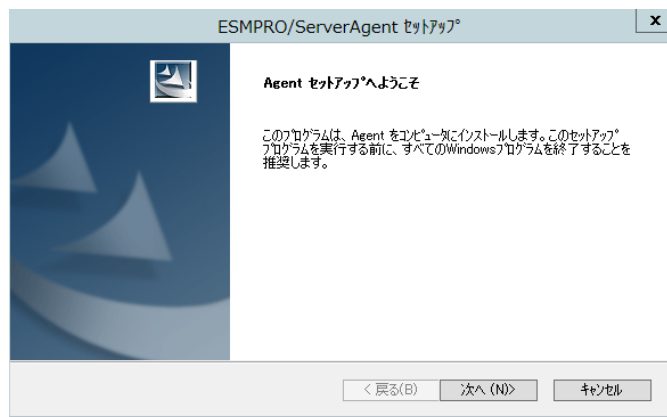 ESMPRO/ServerAgent ｾｯﾄｱｯﾌﾟ
x
Agent ｾｯﾄｱｯﾌﾟへようこそ
このﾌﾟﾛｸﾞﾗﾑは、Agent をｺﾝﾋﾟｭｰﾀにｲﾝｽﾄｰﾙします。このｾｯﾄｱｯﾌﾟ
ﾌﾟﾛｸﾞﾗﾑを実行する前に、すべてのWindowsﾌﾟﾛｸﾞﾗﾑを終了することを
推奨します。
< 戻る(B)
次へ (N)>
ｷｬﾝｾﾙ